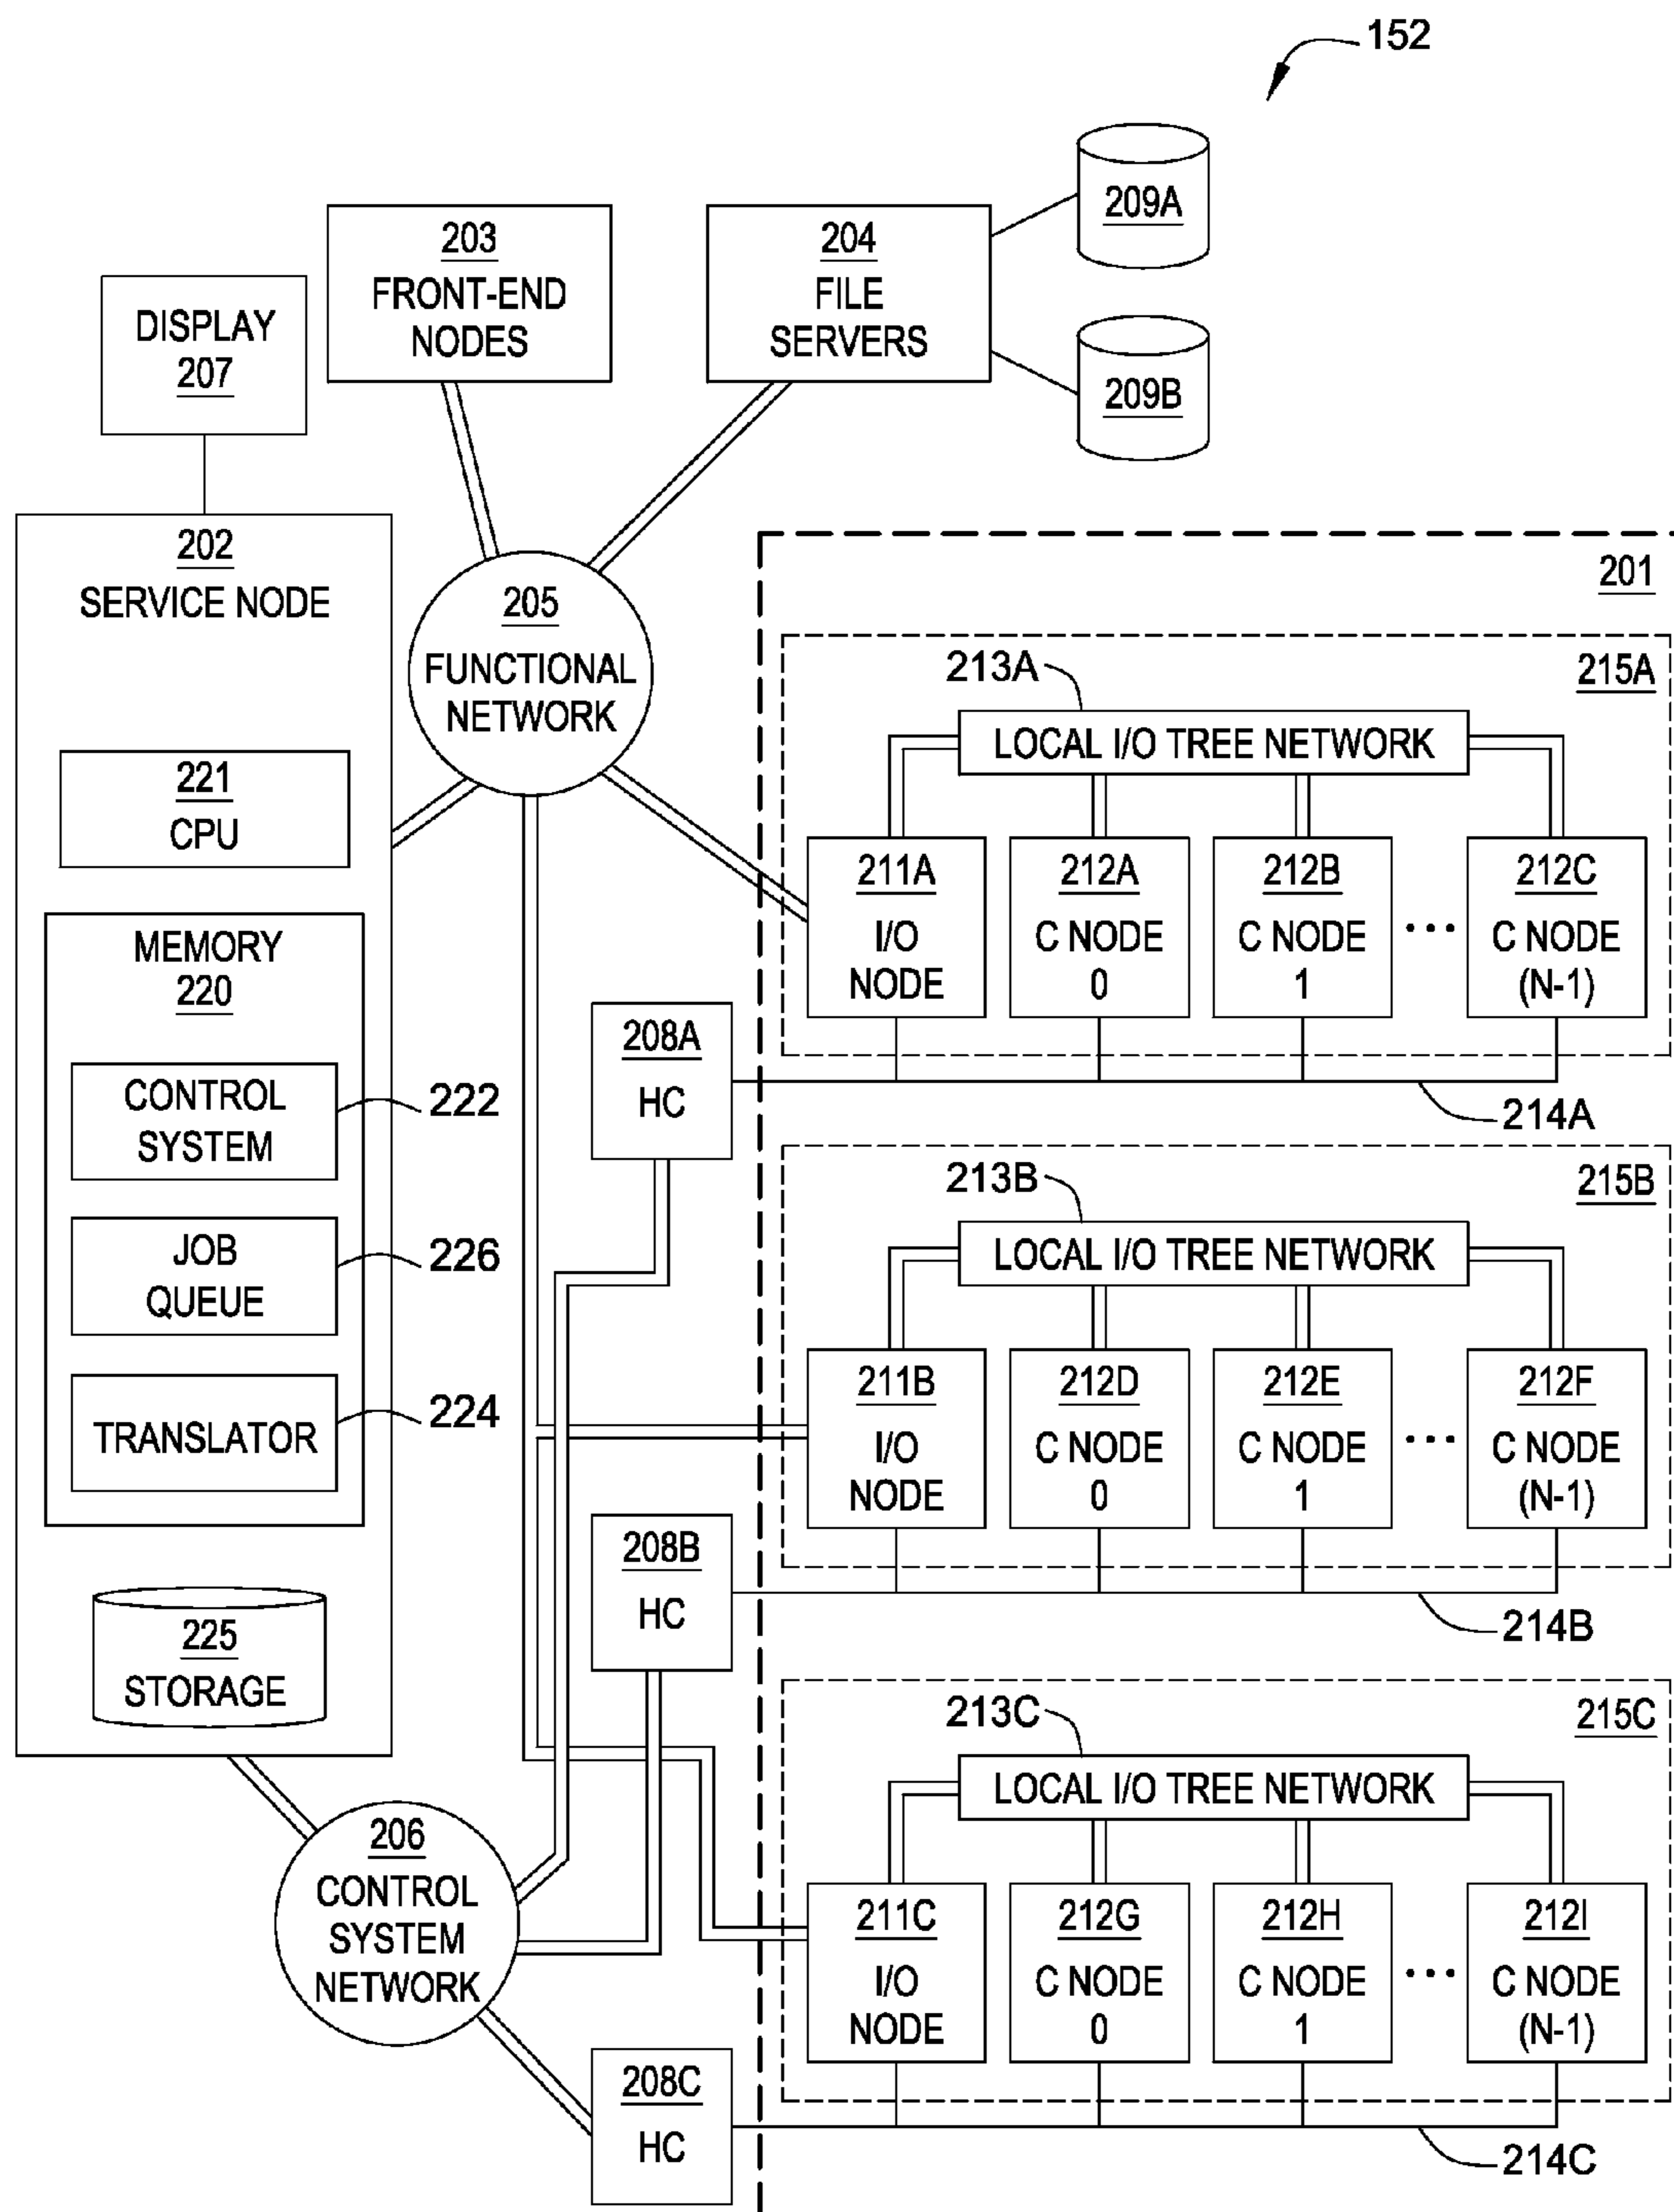 152
209A
209B
203
FRONT-END
NODES
204
FILE
SERVERS
DISPLAY
207
202
SERVICE NODE
221
CPU
MEMORY
220
CONTROL
SYSTEM
222
JOB
QUEUE
226
TRANSLATOR
224
225
STORAGE
205
FUNCTIONAL
NETWORK
206
CONTROL
SYSTEM
NETWORK
208A
HC
208B
HC
208C
HC
201
215A
213A
LOCAL I/O TREE NETWORK
211A
I/O
NODE
212A
C NODE
0
212B
C NODE
1
...
212C
C NODE
(N-1)
214A
215B
213B
LOCAL I/O TREE NETWORK
211B
I/O
NODE
212D
C NODE
0
212E
C NODE
1
...
212F
C NODE
(N-1)
214B
215C
213C
LOCAL I/O TREE NETWORK
211C
I/O
NODE
212G
C NODE
0
212H
C NODE
1
...
212I
C NODE
(N-1)
214C